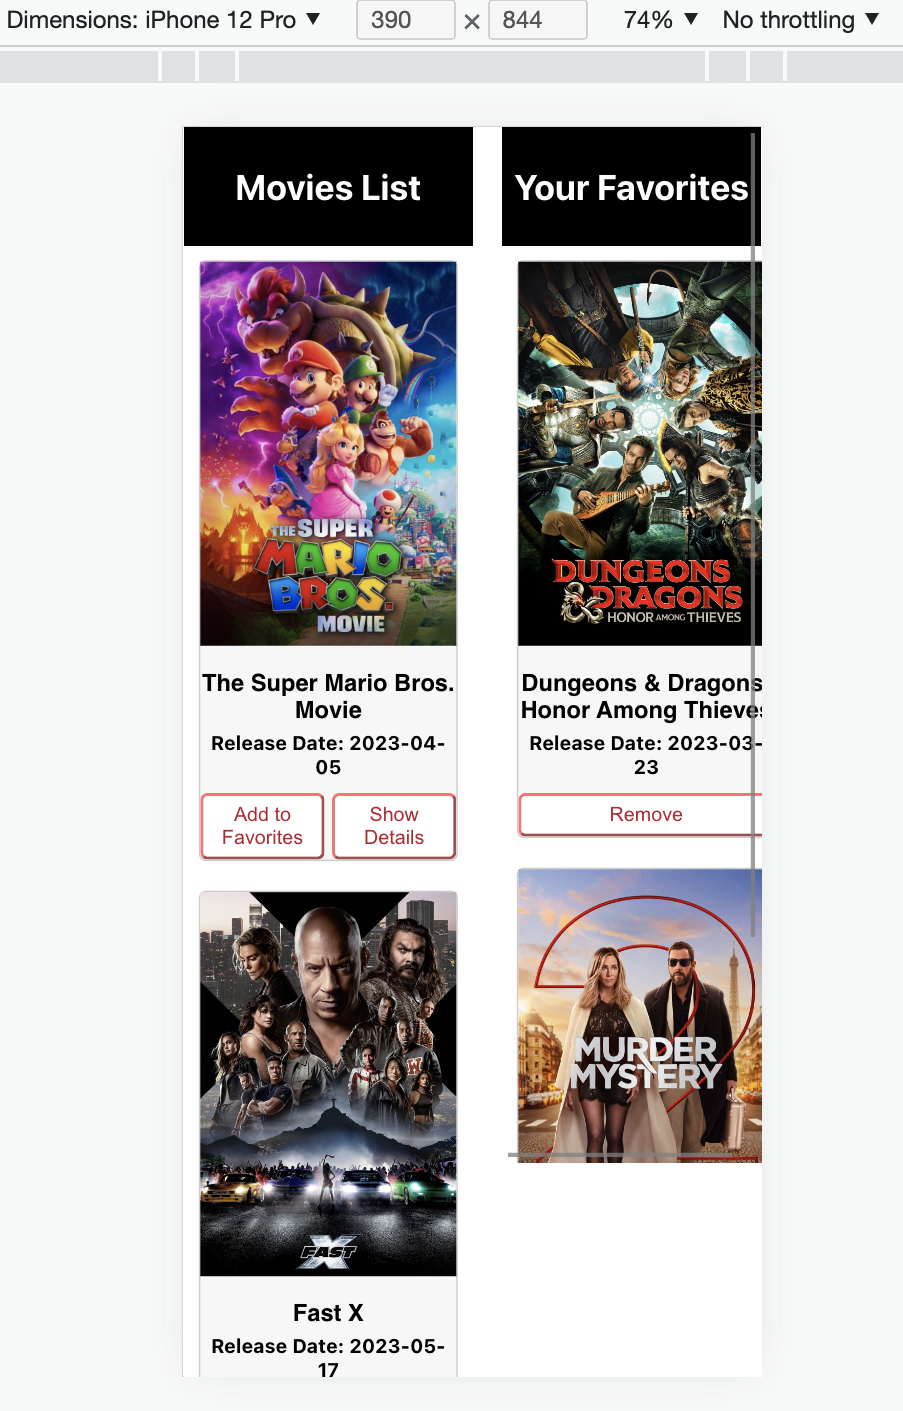 Dimensions: iPhone 12 Pro ▼ 390 × 844 74% ▼ No throttling ▼
Movies List
Your Favorites
THE SUPER
MARIO
BROS.
MOVIE
The Super Mario Bros.
Movie
Release Date: 2023-04-
05
Add to
Favorites
Show
Details
W
FAST
X
Fast X
Release Date: 2023-05-
17
DUNGEONS
& DRAGONS
HONOR AMONG THIEVES
Dungeons & Dragons
Honor Among Thieves
Release Date: 2023-03-
23
Remove
2
MURDER
MYSTERY